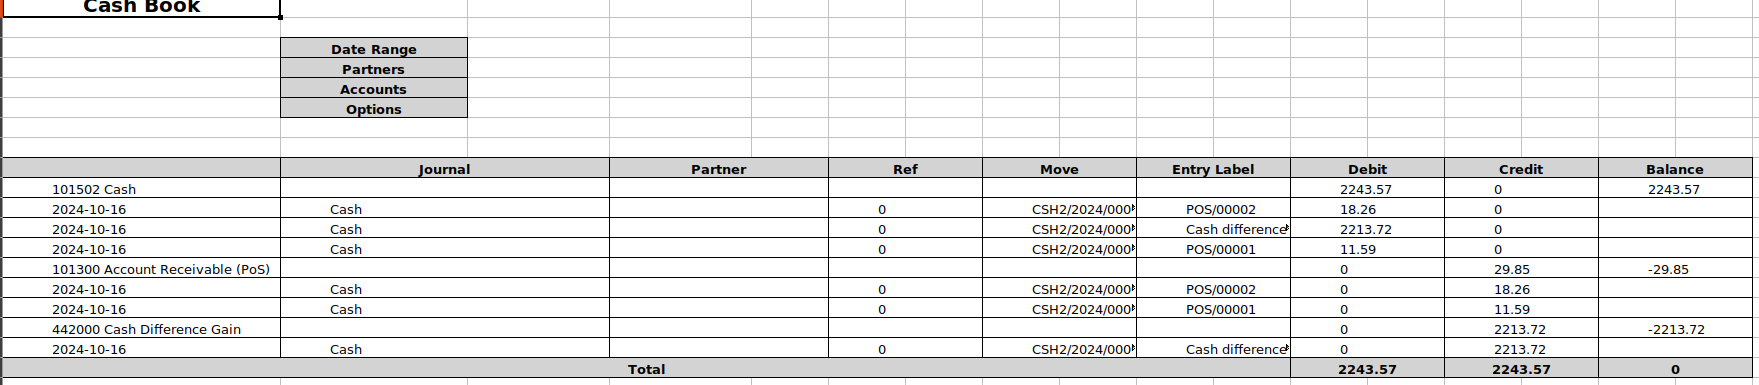 Cash Book
Date Range
Partners
Accounts
Options
Journal Partner Ref Move Entry Label Debit Credit Balance
101502 Cash 2243.57 0 2243.57
2024-10-16 Cash 0 CSH2/2024/000 POS/00002 18.26 0
2024-10-16 Cash 0 CSH2/2024/000 Cash difference 2213.72 0
2024-10-16 Cash 0 CSH2/2024/000 POS/00001 11.59 0
101300 Account Receivable (PoS) 0 29.85 -29.85
2024-10-16 Cash 0 CSH2/2024/000 POS/00002 0 18.26
2024-10-16 Cash 0 CSH2/2024/000 POS/00001 0 11.59
442000 Cash Difference Gain 0 2213.72 -2213.72
2024-10-16 Cash 0 CSH2/2024/000 Cash difference 0 2213.72
Total 2243.57 2243.57 0